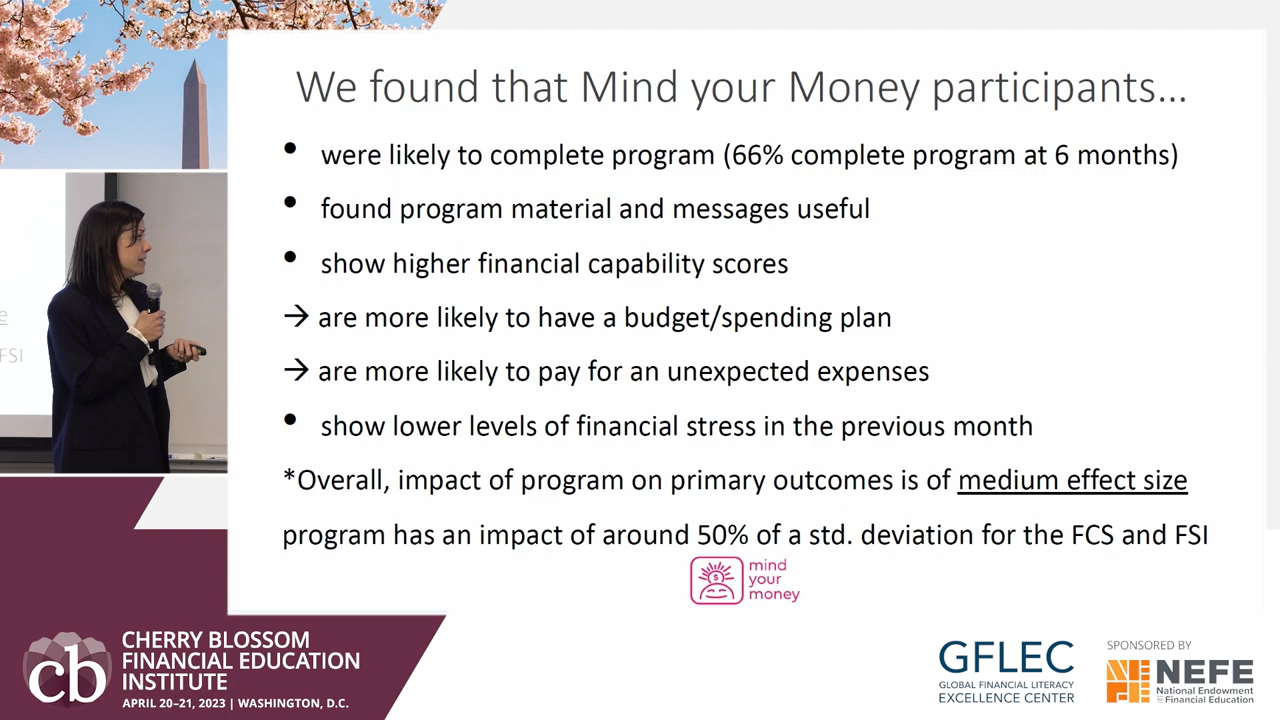 We found that Mind your Money participants...
• were likely to complete program (66% complete program at 6 months)
• found program material and messages useful
• show higher financial capability scores
→ are more likely to have a budget/spending plan
→ are more likely to pay for an unexpected expenses
• show lower levels of financial stress in the previous month
*Overall, impact of program on primary outcomes is of medium effect size
program has an impact of around 50% of a std. deviation for the FCS and FSI
mind
your
money
e
FSI
cb
CHERRY BLOSSOM
FINANCIAL EDUCATION
INSTITUTE
APRIL 20–21, 2023 | WASHINGTON, D.C.
GFLEC
GLOBAL FINANCIAL LITERACY
EXCELLENCE CENTER
SPONSORED BY
NEFE
National Endowment
for Financial Education